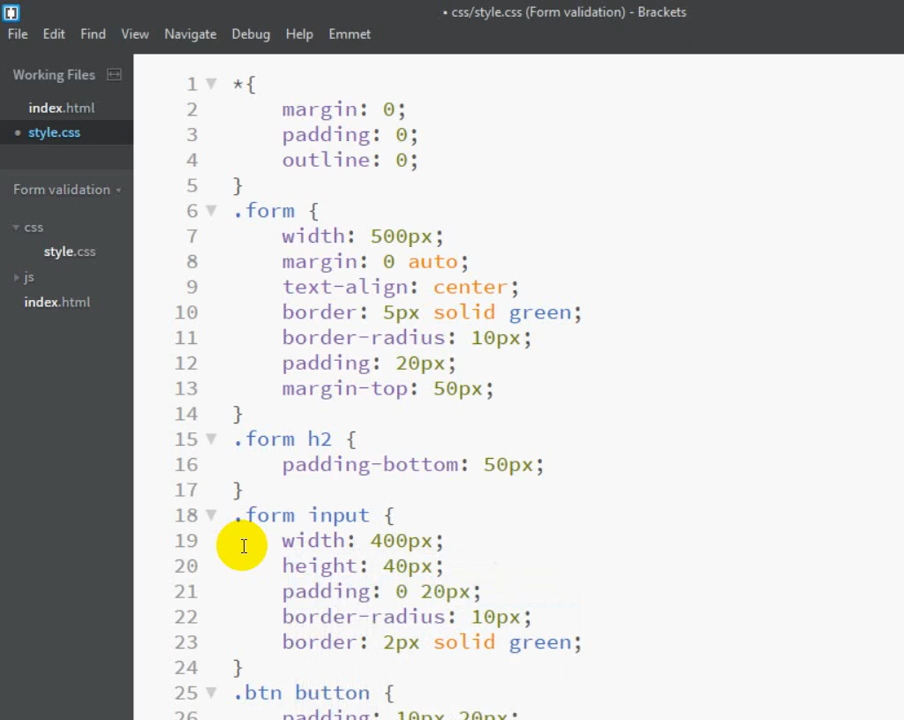 • css/style.css (Form validation) - Brackets
File Edit Find View Navigate Debug Help Emmet
Working Files
index.html
• style.css
Form validation
css
style.css
js
index.html
1 *{
2 margin: 0;
3 padding: 0;
4 outline: 0;
5 }
6 .form {
7 width: 500px;
8 margin: 0 auto;
9 text-align: center;
10 border: 5px solid green;
11 border-radius: 10px;
12 padding: 20px;
13 margin-top: 50px;
14 }
15 .form h2 {
16 padding-bottom: 50px;
17 }
18 .form input {
19 width: 400px;
20 height: 40px;
21 padding: 0 20px;
22 border-radius: 10px;
23 border: 2px solid green;
24 }
25 .btn button {
26 padding: 10px 20px;